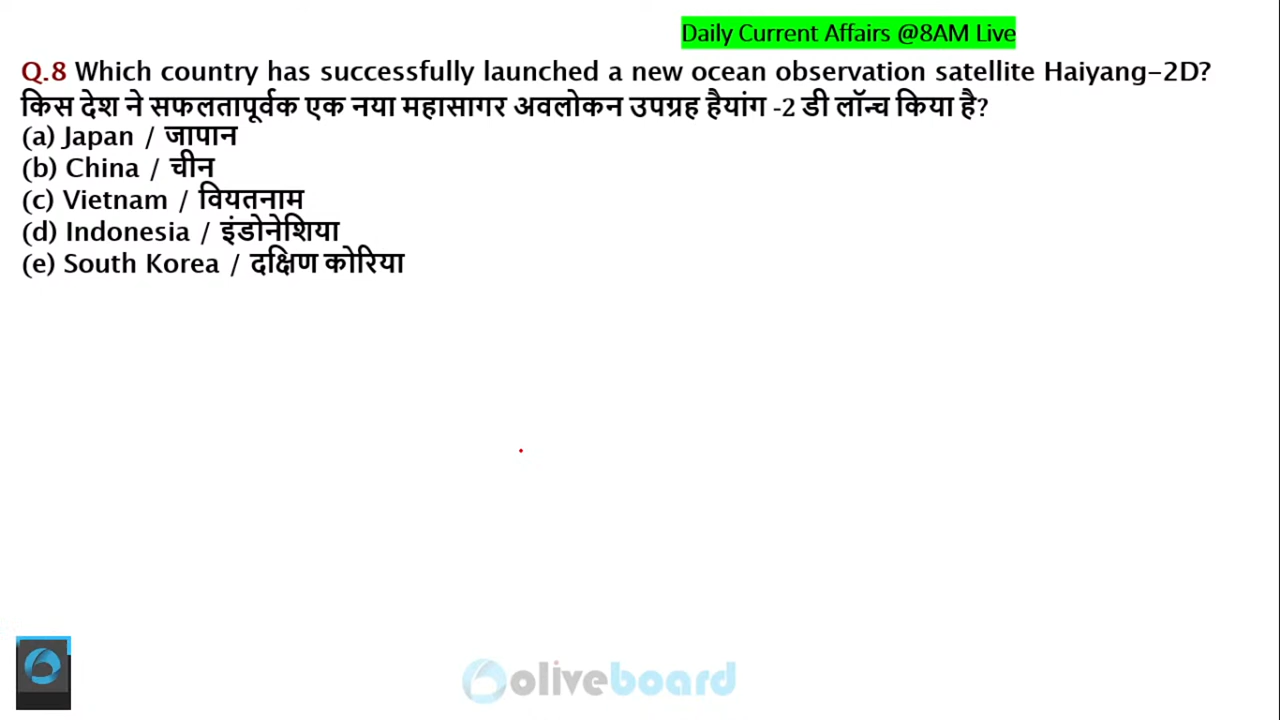 Daily Current Affairs @8AM Live
Q.8 Which country has successfully launched a new ocean observation satellite Haiyang-2D?
किस देश ने सफलतापूर्वक एक नया महासागर अवलोकन उपग्रह हैयांग -2 डी लॉन्च किया है?
(a) Japan / जापान
(b) China / चीन
(c) Vietnam / वियतनाम
(d) Indonesia / इंडोनेशिया
(e) South Korea / दक्षिण कोरिया
oliveboard